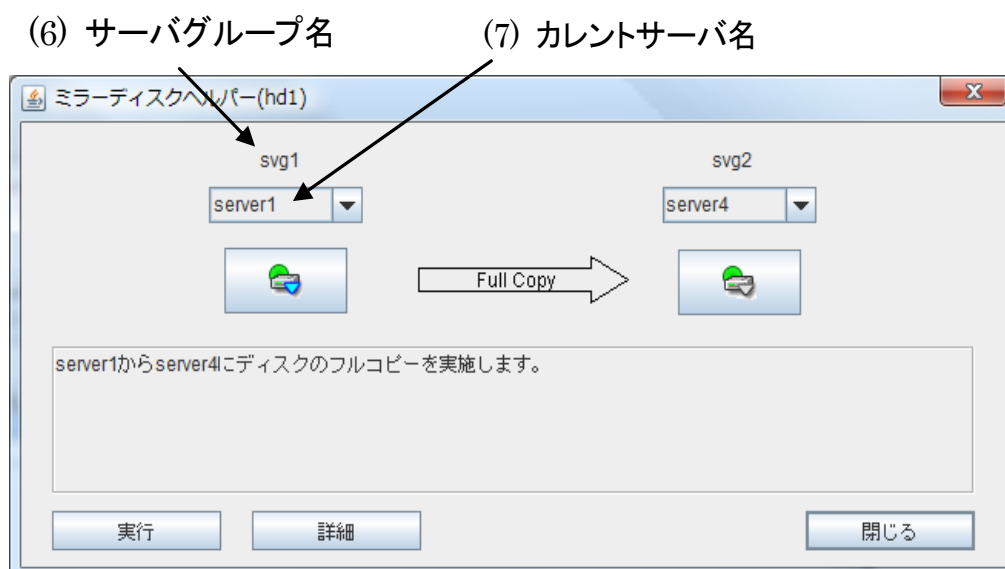 (6) サーバグループ名 (7) カレントサーバ名
ミラーディスクヘルパー(hd1)
svg1 svg2
server1 server4
Full Copy
server1からserver4にディスクのフルコピーを実施します。
実行 詳細 閉じる